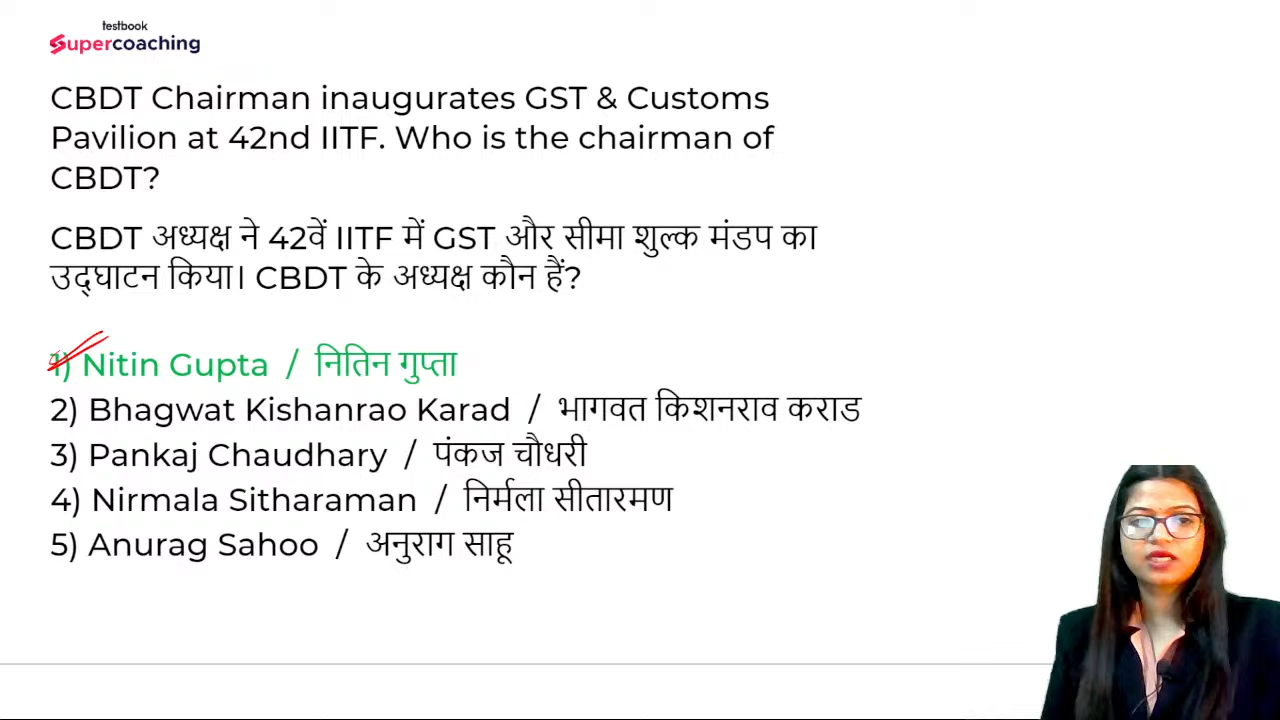 testbook
Supercoaching
CBDT Chairman inaugurates GST & Customs
Pavilion at 42nd IITF. Who is the chairman of
CBDT?
CBDT अध्यक्ष ने 42वें IITF में GST और सीमा शुल्क मंडप का
उद्घाटन किया। CBDT के अध्यक्ष कौन हैं?
1) Nitin Gupta / नितिन गुप्ता
2) Bhagwat Kishanrao Karad / भागवत किशनराव कराड
3) Pankaj Chaudhary / पंकज चौधरी
4) Nirmala Sitharaman / निर्मला सीतारमण
5) Anurag Sahoo / अनुराग साहू